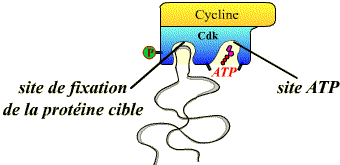 Cycline
Cdk
P
ATP
site de fixation
de la protéine cible
site ATP